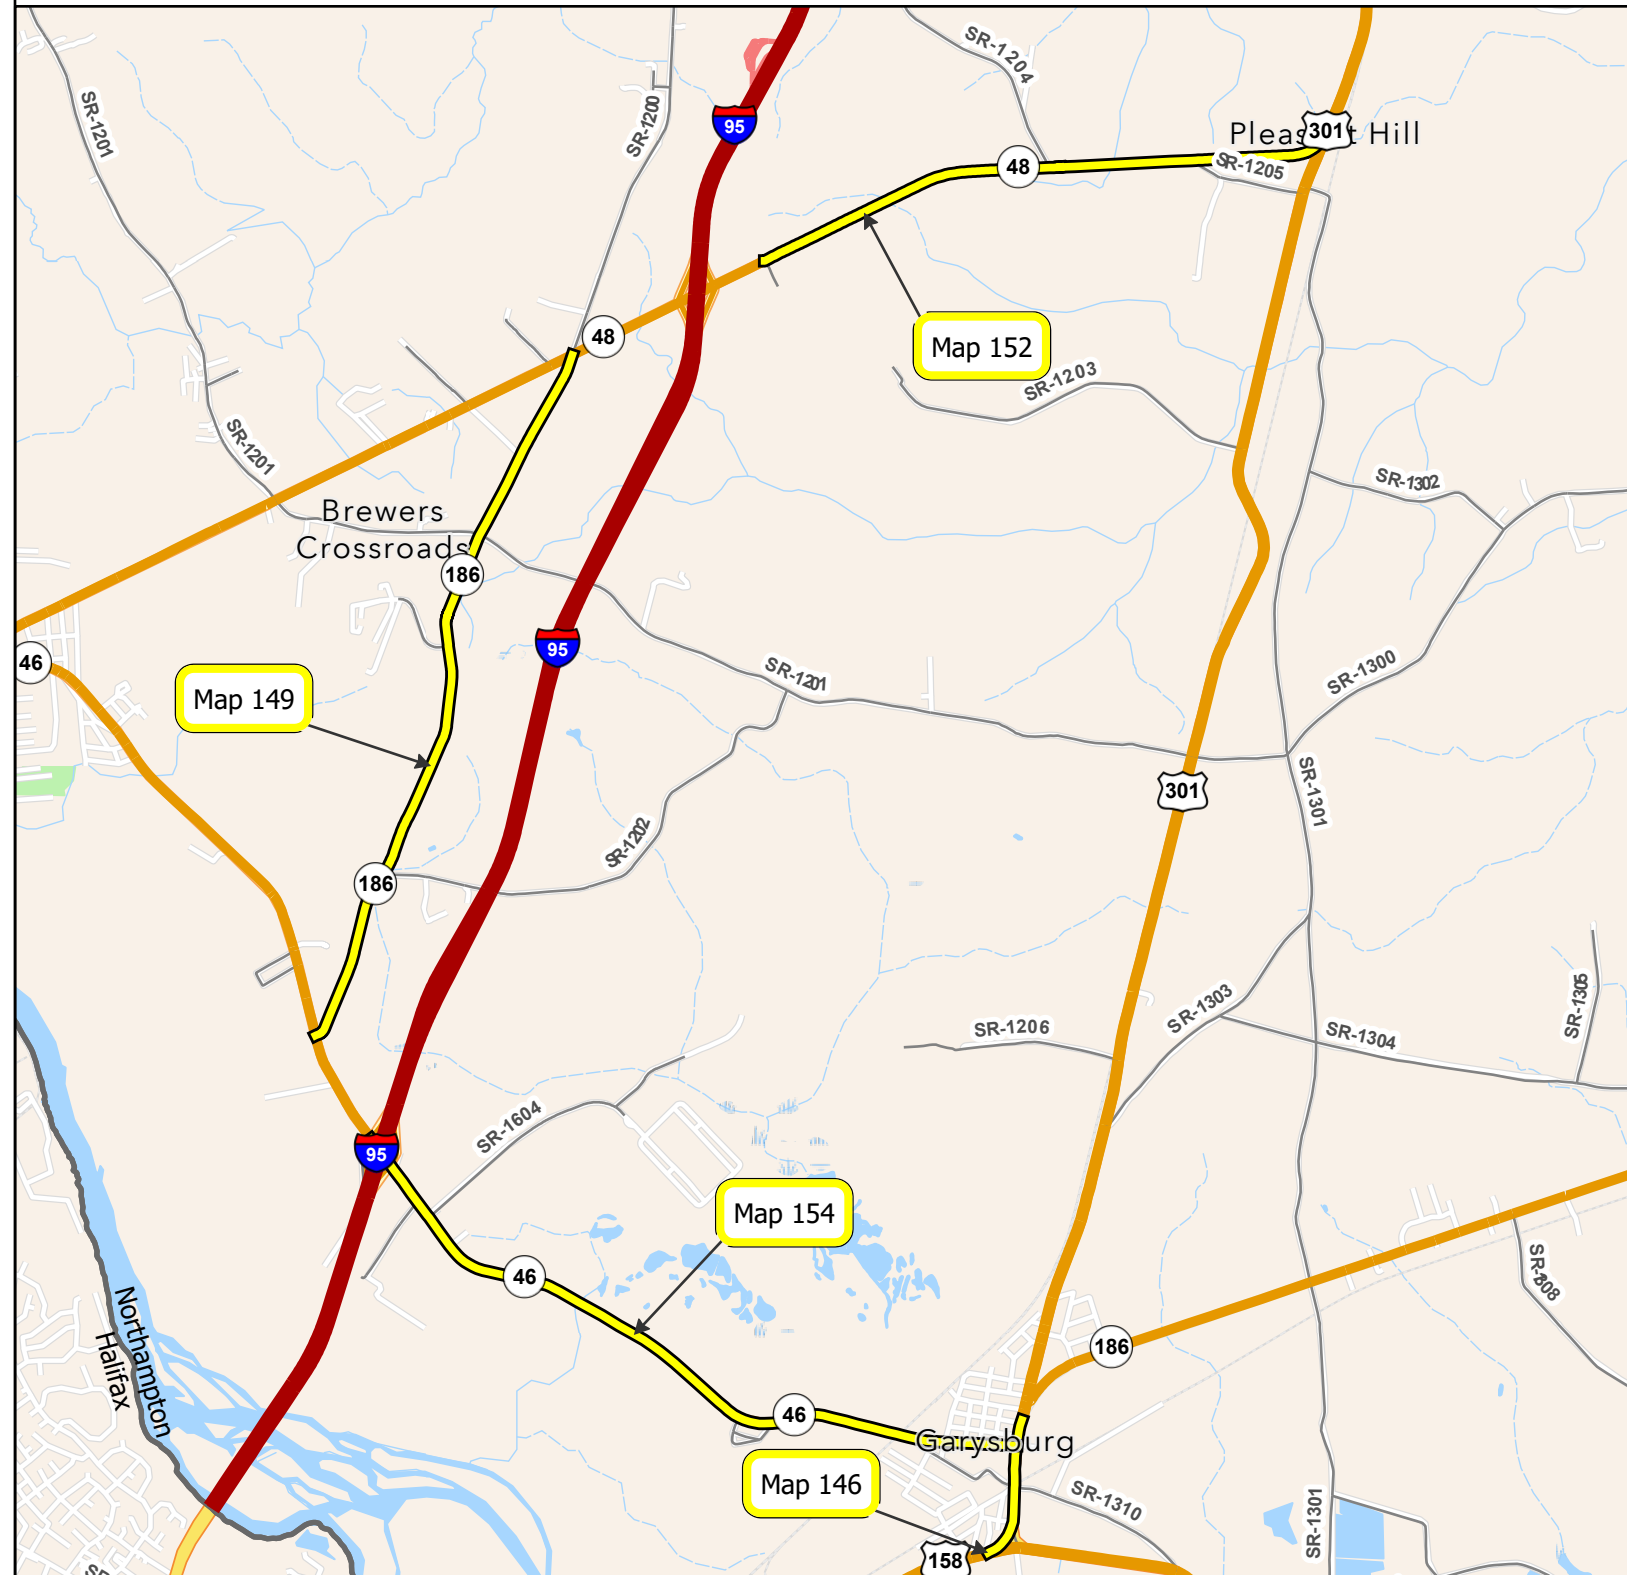 SR-1204
SR-1201
SR-1200
95
301
Pleas t Hill
48
SR-1205
48
Map 152
SR-1203
SR-1201
SR-1302
Brewers
Crossroads
186
95
46
Map 149
SR-1201
SR-1300
301
SR-1301
SR-1202
186
SR-1303
SR-1305
SR-1206
SR-1304
SR-1604
95
Map 154
46
SR-808
Northampton
Halifax
186
46
Garysburg
Map 146
SR-1310
SR-1301
158